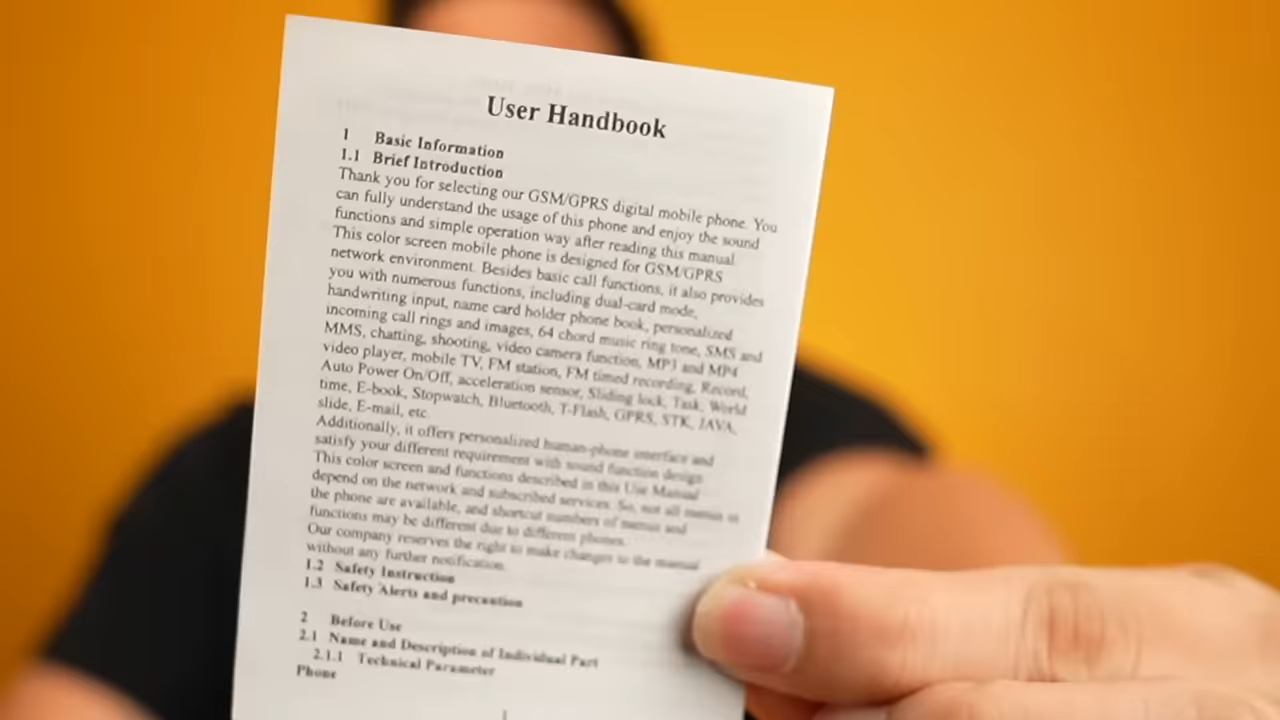 User Handbook
1 Basic Information
1.1 Brief Introduction
Thank you for selecting our GSM/GPRS digital mobile phone. You
can fully understand the usage of this phone and enjoy the sound
functions and simple operation way after reading this manual.
This color screen mobile phone is designed for GSM/GPRS
network environment. Besides basic call functions, it also provides
you with numerous functions, including dual-card mode,
handwriting input, name card holder phone book, personalized
incoming call rings and images, 64 chord music ring tone, SMS and
MMS, chatting, shooting, video camera function, MP3 and MP4
video player, mobile TV, FM station, FM timed recording, Record,
Auto Power On/Off, acceleration sensor, Sliding lock, Task, World
time, E-book, Stopwatch, Bluetooth, T-Flash, GPRS, STK, JAVA,
slide, E-mail, etc.
Additionally, it offers personalized human-phone interface and
satisfy your different requirement with sound function design
This color screen and functions described in this Use Manual
depend on the network and subscribed services. So, not all menus in
the phone are available, and shortcut numbers of menus and
functions may be different due to different phones.
Our company reserves the right to make changes to the manual
without any further notification.
1.2 Safety Instruction
1.3 Safety Alerts and precaution
2 Before Use
2.1 Name and Description of Individual Part
2.1.1 Technical Parameter
Phone